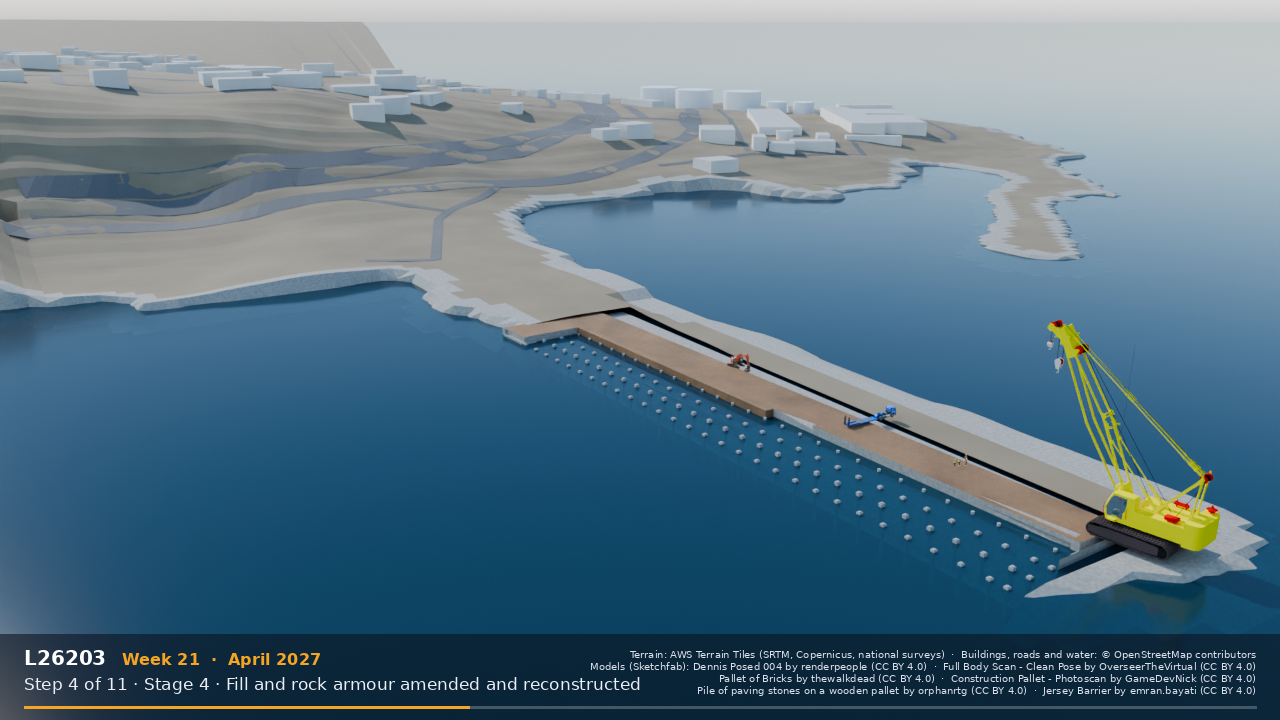 L26203 Week 21 · April 2027
Step 4 of 11 · Stage 4 · Fill and rock armour amended and reconstructed
Terrain: AWS Terrain Tiles (SRTM, Copernicus, national surveys) · Buildings, roads and water: © OpenStreetMap contributors
Models (Sketchfab): Dennis Posed 004 by renderpeople (CC BY 4.0) · Full Body Scan - Clean Pose by OverseerTheVirtual (CC BY 4.0)
Pallet of Bricks by thewalkdead (CC BY 4.0) · Construction Pallet - Photoscan by GameDevNick (CC BY 4.0)
Pile of paving stones on a wooden pallet by orphanrtg (CC BY 4.0) · Jersey Barrier by emran.bayati (CC BY 4.0)